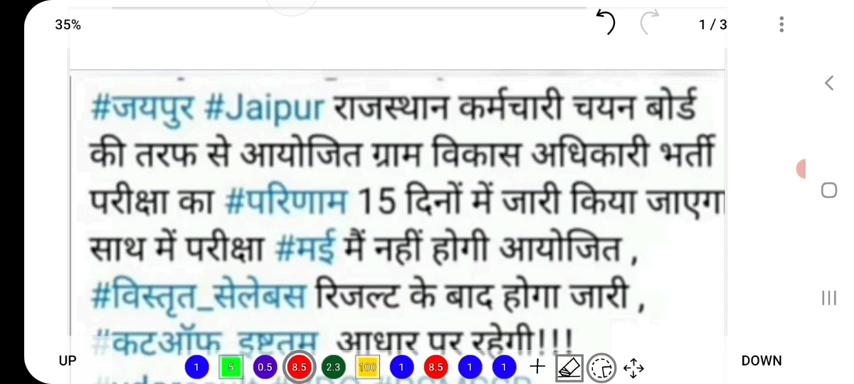 35%
1/3
#जयपुर #Jaipur राजस्थान कर्मचारी चयन बोर्ड
की तरफ से आयोजित ग्राम विकास अधिकारी भर्ती
परीक्षा का #परिणाम 15 दिनों में जारी किया जाएगा
साथ में परीक्षा #मई मैं नहीं होगी आयोजित ,
#विस्तृत_सेलेबस रिजल्ट के बाद होगा जारी ,
#कटऑफ_इष्टतम आधार पर रहेगी!!!
UP 1 5 0.5 8.5 2.3 100 1 8.5 1 1 DOWN